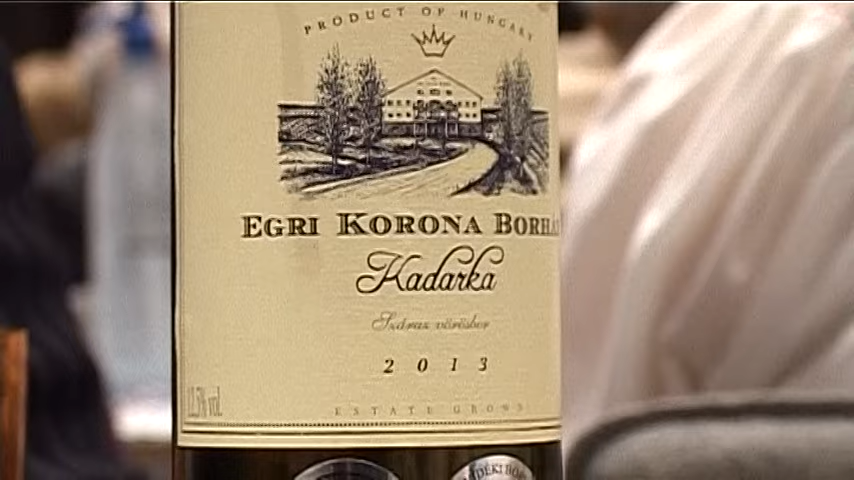 PRODUCT OF HUNGARY
EGRI KORONA BORHÁ
Kadarka
Száraz vörösbor
2013
ESTATE GROWN